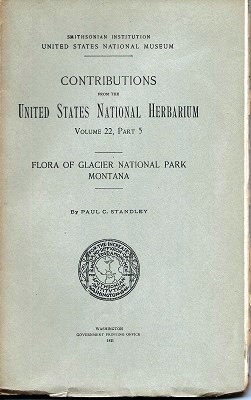 SMITHSONIAN INSTITUTION
UNITED STATES NATIONAL MUSEUM
CONTRIBUTIONS
FROM THE
UNITED STATES NATIONAL HERBARIUM
VOLUME 22, PART 5
FLORA OF GLACIER NATIONAL PARK
MONTANA
BY PAUL C. STANDLEY
WASHINGTON
GOVERNMENT PRINTING OFFICE
1921